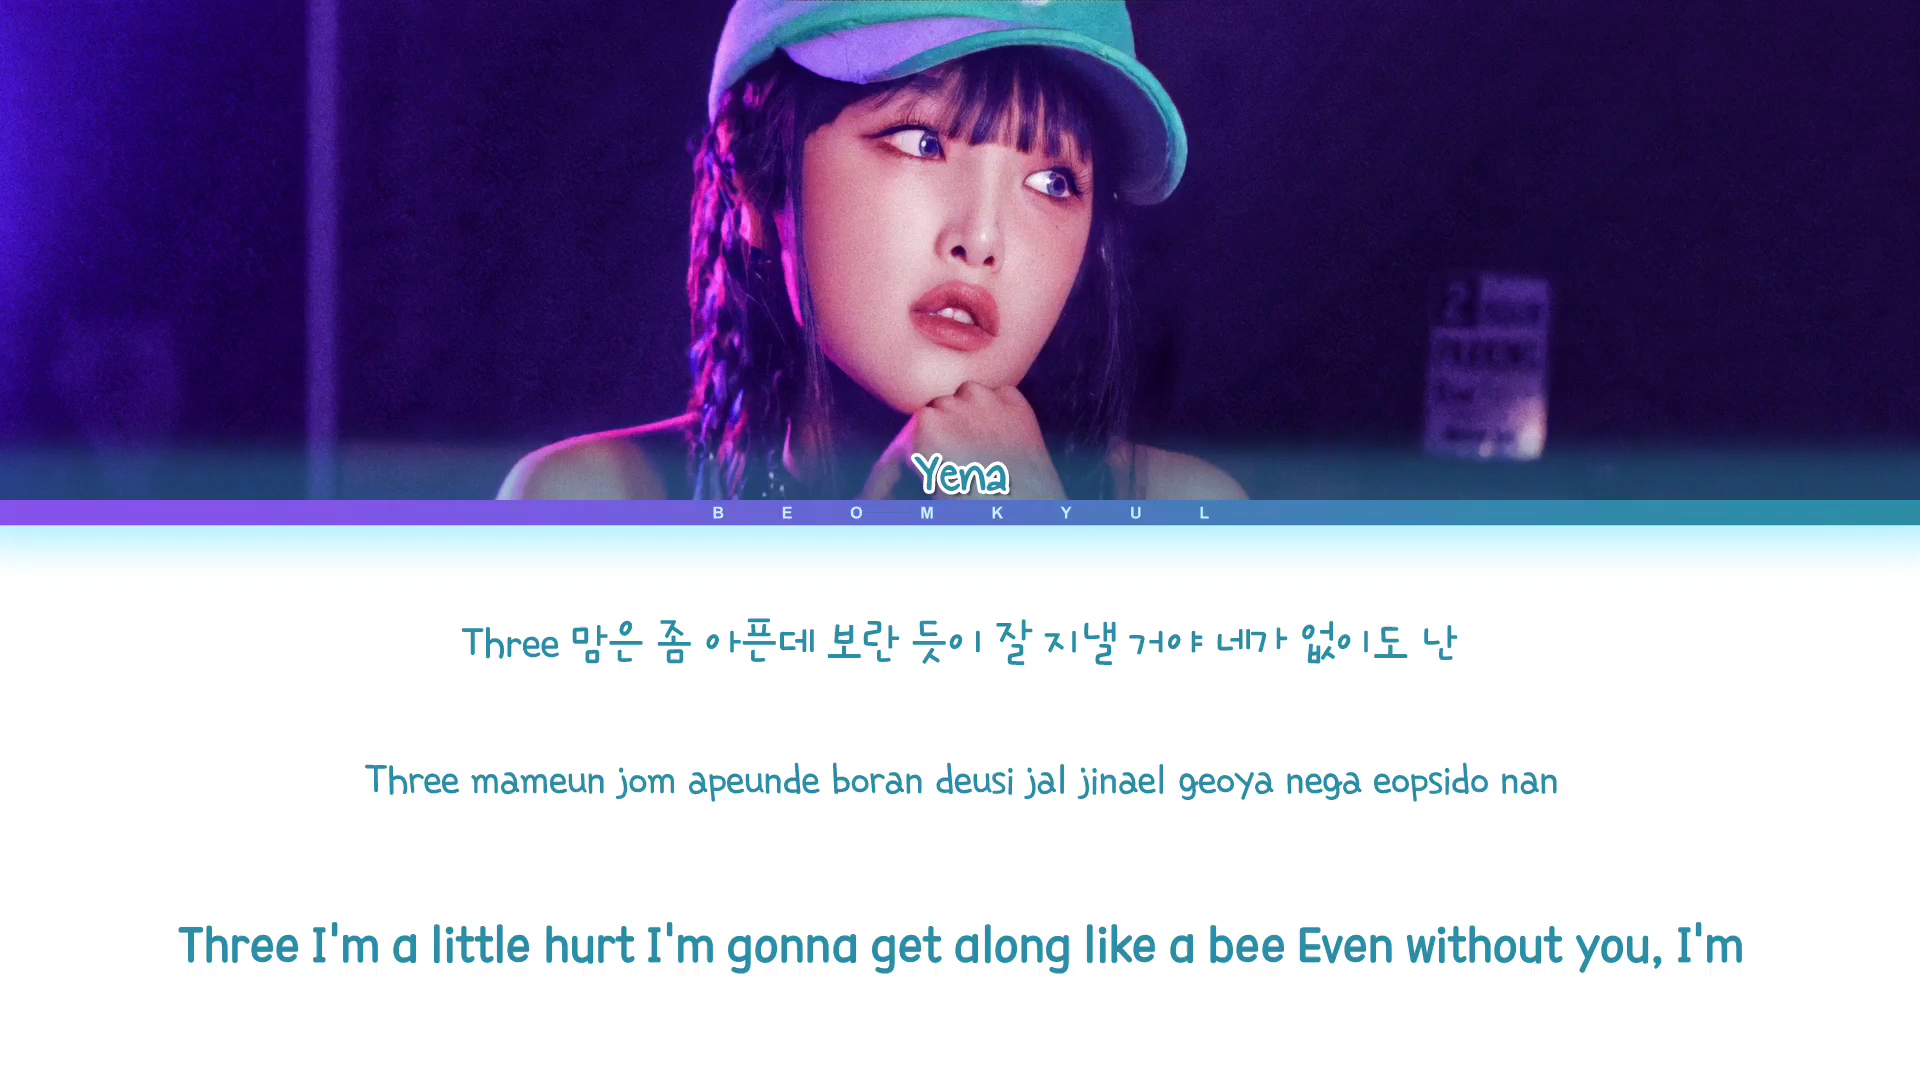 Yena
BEOMKYUL
Three 맘은 좀 아픈데 보란 듯이 잘 지낼 거야 네가 없이도 난
Three mameun jom apeunde boran deusi jal jinael geoya nega eopsido nan
Three I'm a little hurt I'm gonna get along like a bee Even without you, I'm